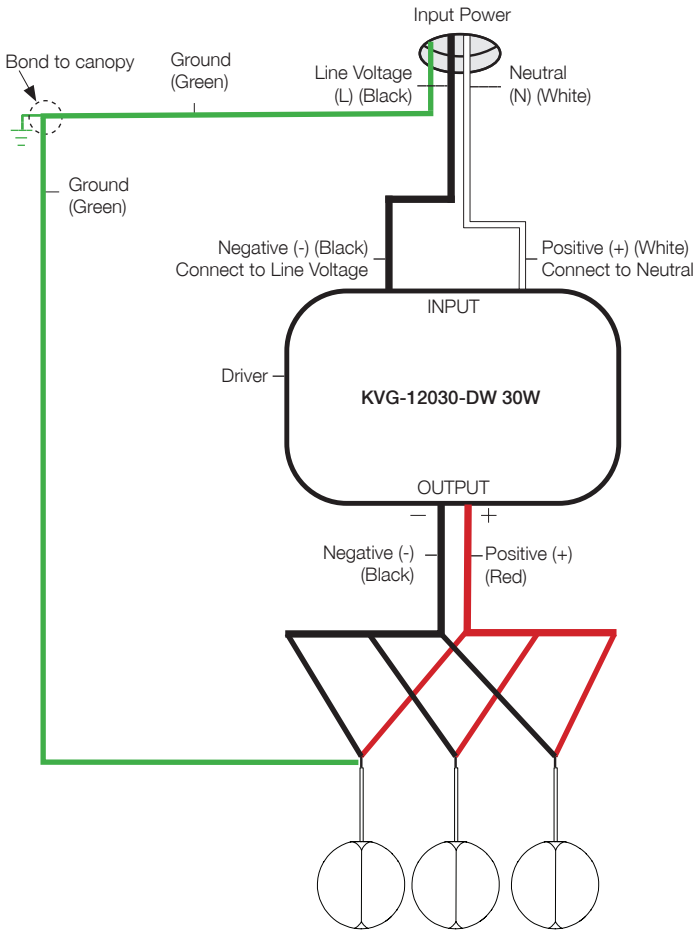 Input Power
Bond to canopy
Ground
(Green)
Line Voltage
(L) (Black)
Neutral
(N) (White)
Ground
(Green)
Negative (-) (Black)
Connect to Line Voltage
Positive (+) (White)
Connect to Neutral
INPUT
Driver
KVG-12030-DW 30W
OUTPUT
— +
Negative (-)
(Black)
Positive (+)
(Red)